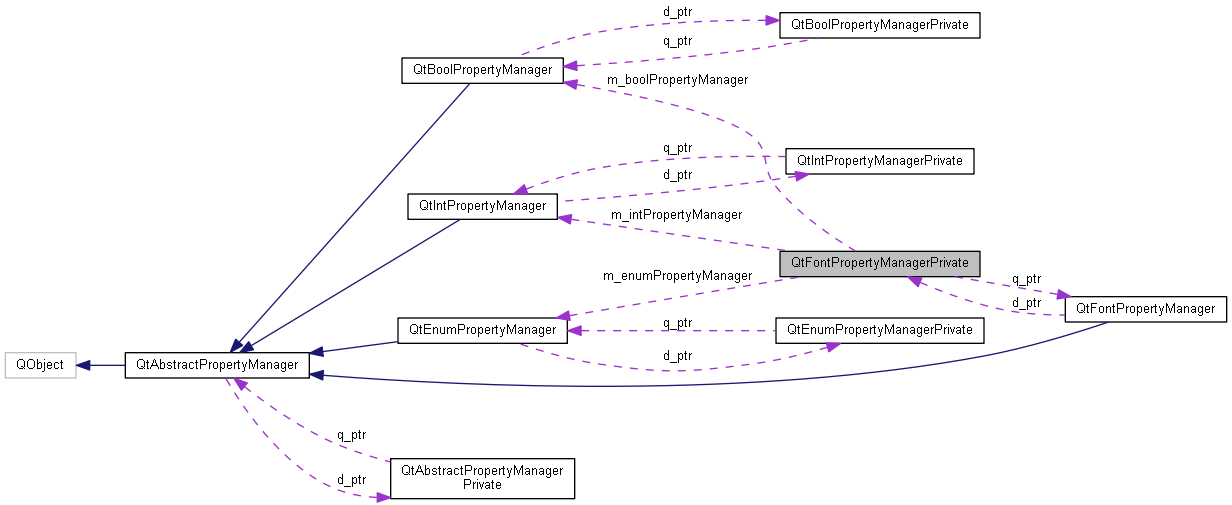 d_ptr
QtBoolPropertyManagerPrivate
q_ptr
QtBoolPropertyManager
m_boolPropertyManager
q_ptr
QtIntPropertyManagerPrivate
d_ptr
QtIntPropertyManager
m_intPropertyManager
QtFontPropertyManagerPrivate
m_enumPropertyManager
q_ptr
d_ptr
QtFontPropertyManager
QtEnumPropertyManager
q_ptr
QtEnumPropertyManagerPrivate
d_ptr
QObject
QtAbstractPropertyManager
q_ptr
QtAbstractPropertyManager
Private
d_ptr